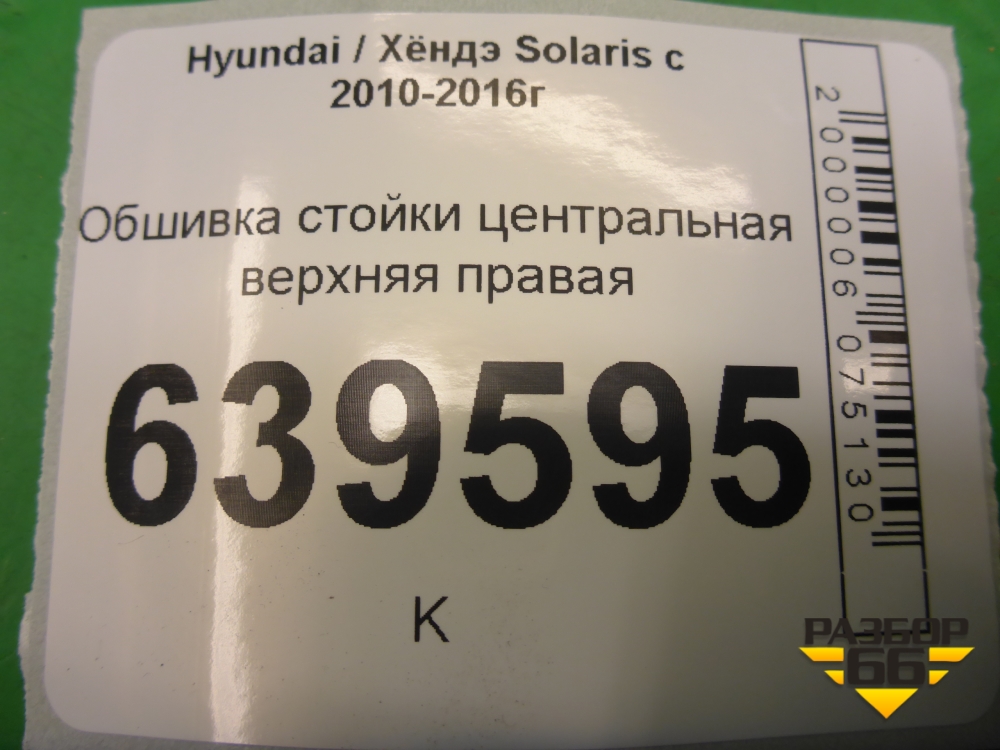 Hyundai / Хёндэ Solaris с
2010-2016г
Обшивка стойки центральная
верхняя правая
639595
К
2000006075130
РАЗБОР
66